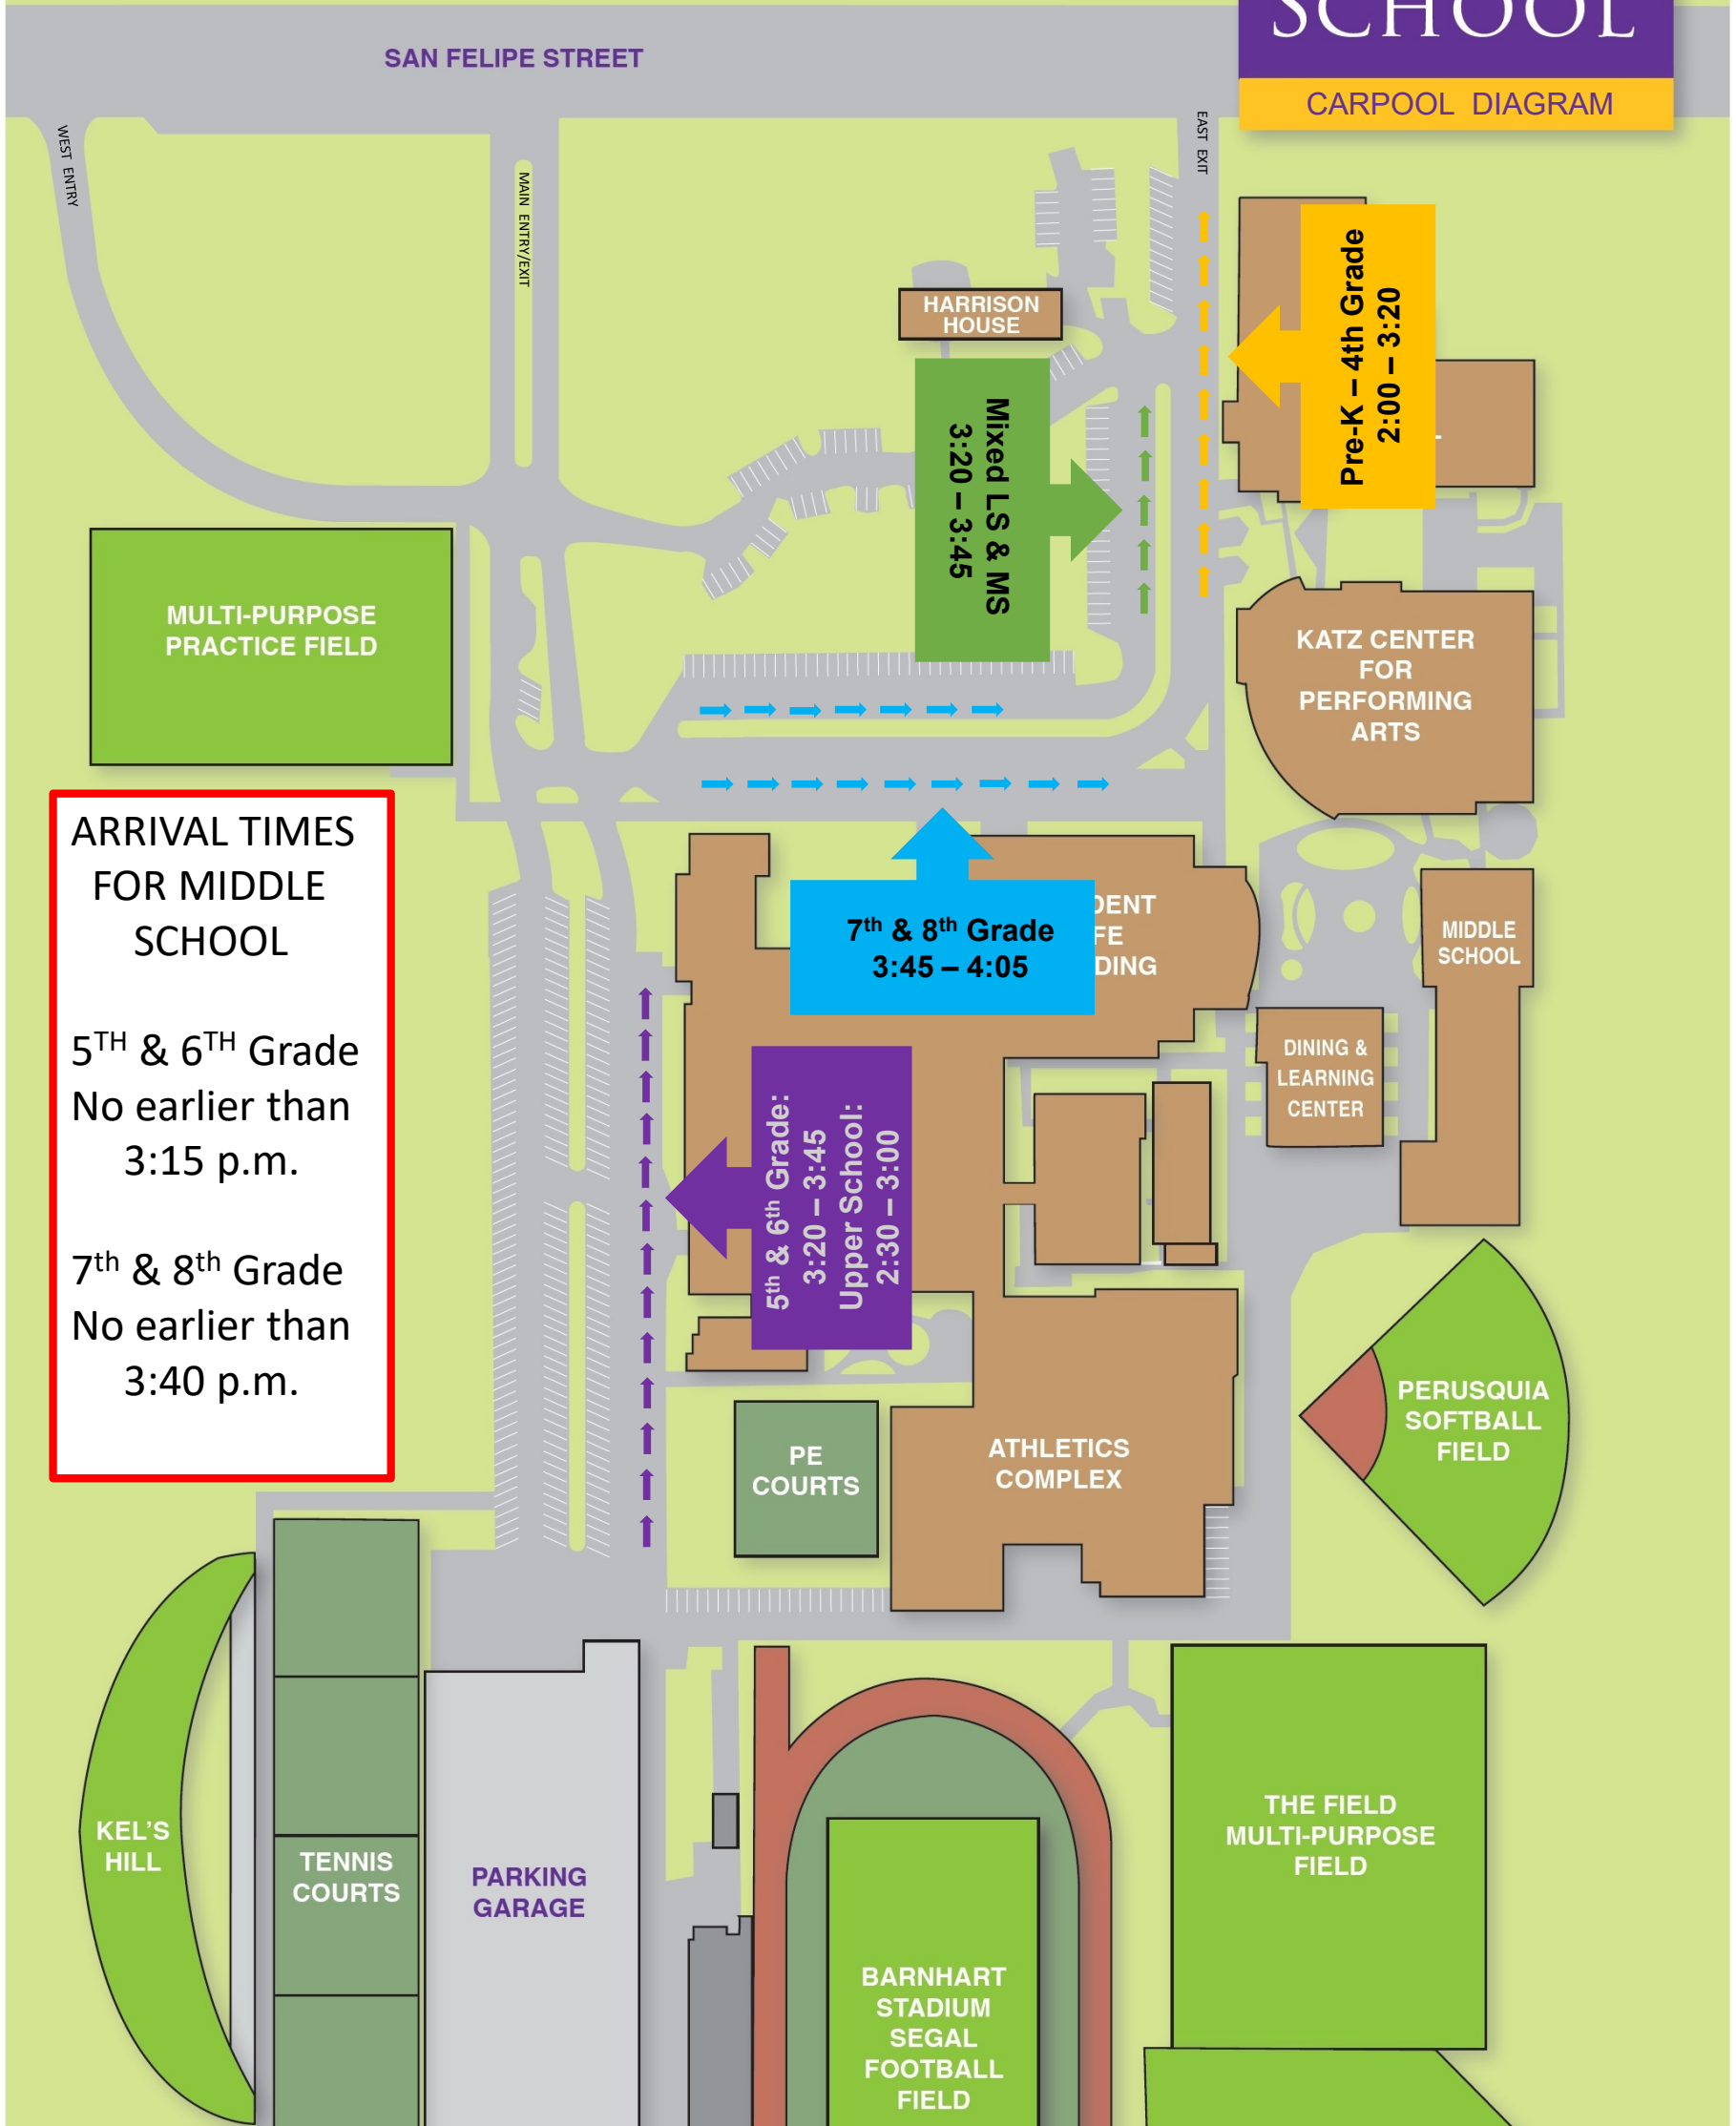 SCHOOL
CARPOOL DIAGRAM
SAN FELIPE STREET
WEST ENTRY
MAIN ENTRY/EXIT
EAST EXIT
HARRISON
HOUSE
Pre-K – 4th Grade
2:00 – 3:20
Mixed LS & MS
3:20 – 3:45
MULTI-PURPOSE
PRACTICE FIELD
KATZ CENTER
FOR
PERFORMING
ARTS
ARRIVAL TIMES
FOR MIDDLE
SCHOOL
5TH & 6TH Grade
No earlier than
3:15 p.m.
7th & 8th Grade
No earlier than
3:40 p.m.
7th & 8th Grade
3:45 – 4:05
DENT
FE
DING
MIDDLE
SCHOOL
DINING &
LEARNING
CENTER
5th & 6th Grade:
3:20 – 3:45
Upper School:
2:30 – 3:00
PE
COURTS
ATHLETICS
COMPLEX
PERUSQUIA
SOFTBALL
FIELD
KEL'S
HILL
TENNIS
COURTS
PARKING
GARAGE
THE FIELD
MULTI-PURPOSE
FIELD
BARNHART
STADIUM
SEGAL
FOOTBALL
FIELD